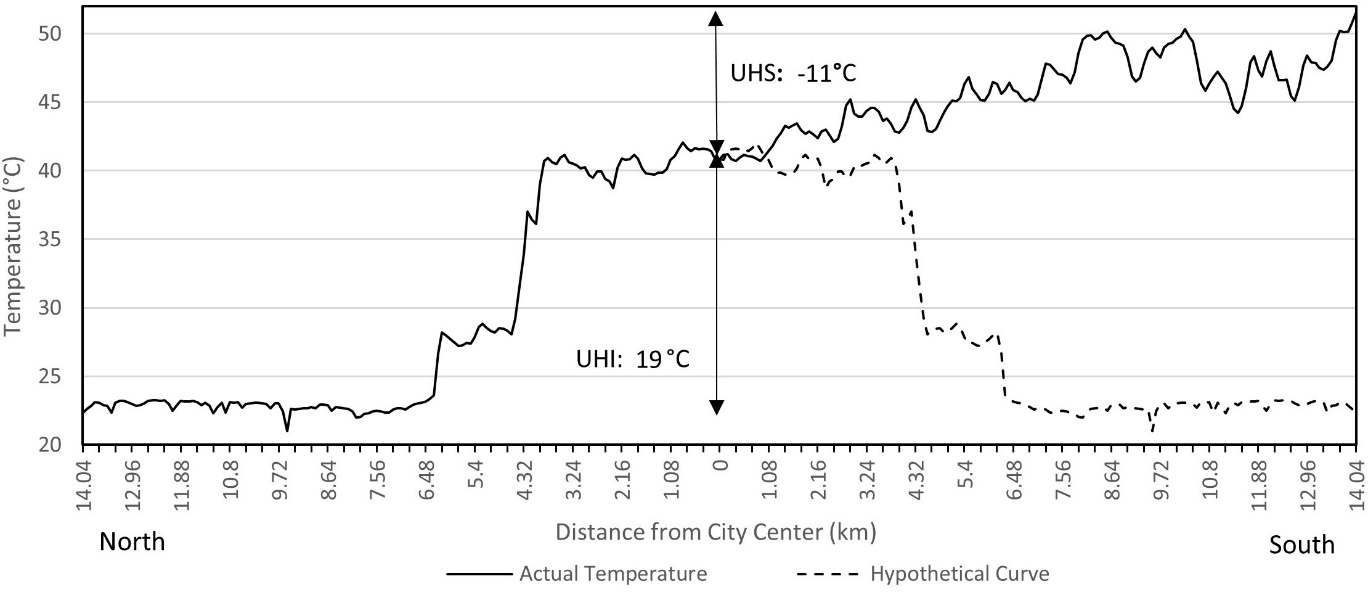 50
45
40
35
30
25
20
Temperature (°C)
UHS: -11°C
UHI: 19°C
14.04 12.96 11.88 10.8 9.72 8.64 7.56 6.48 5.4 4.32 3.24 2.16 1.08 0 1.08 2.16 3.24 4.32 5.4 6.48 7.56 8.64 9.72 10.8 11.88 12.96 14.04
Distance from City Center (km)
North
South
Actual Temperature
Hypothetical Curve